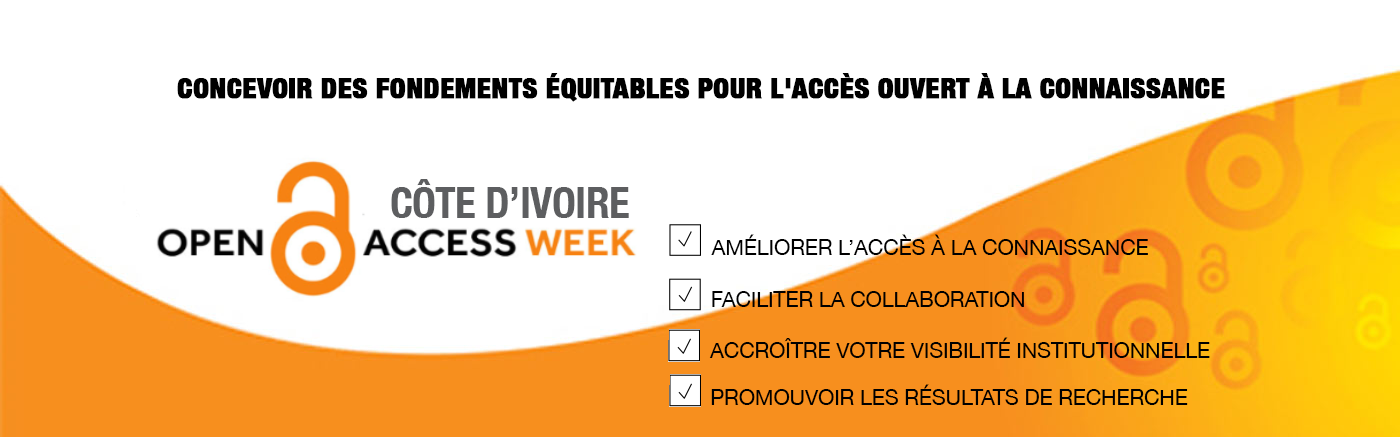 CONCEVOIR DES FONDEMENTS ÉQUITABLES POUR L'ACCÈS OUVERT À LA CONNAISSANCE
CÔTE D’IVOIRE
OPEN ACCESS WEEK
AMÉLIORER L’ACCÈS À LA CONNAISSANCE
FACILITER LA COLLABORATION
ACCROÎTRE VOTRE VISIBILITÉ INSTITUTIONNELLE
PROMOUVOIR LES RÉSULTATS DE RECHERCHE